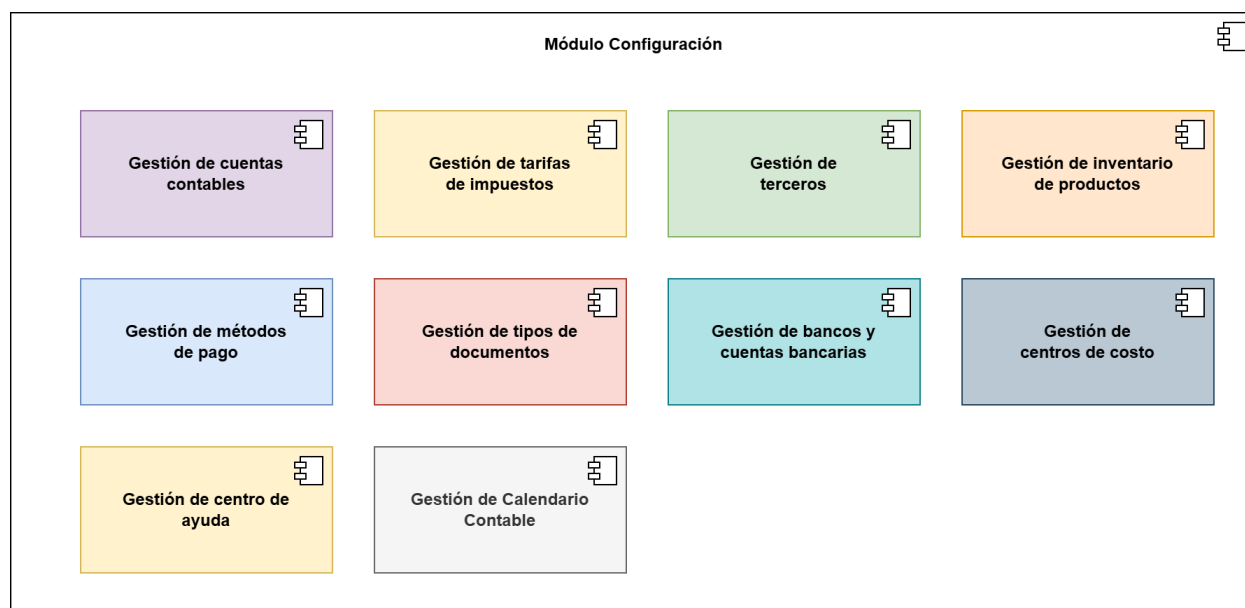 Módulo Configuración
Gestión de cuentas
contables
Gestión de tarifas
de impuestos
Gestión de
terceros
Gestión de inventario
de productos
Gestión de métodos
de pago
Gestión de tipos de
documentos
Gestión de bancos y
cuentas bancarias
Gestión de
centros de costo
Gestión de centro de
ayuda
Gestión de Calendario
Contable